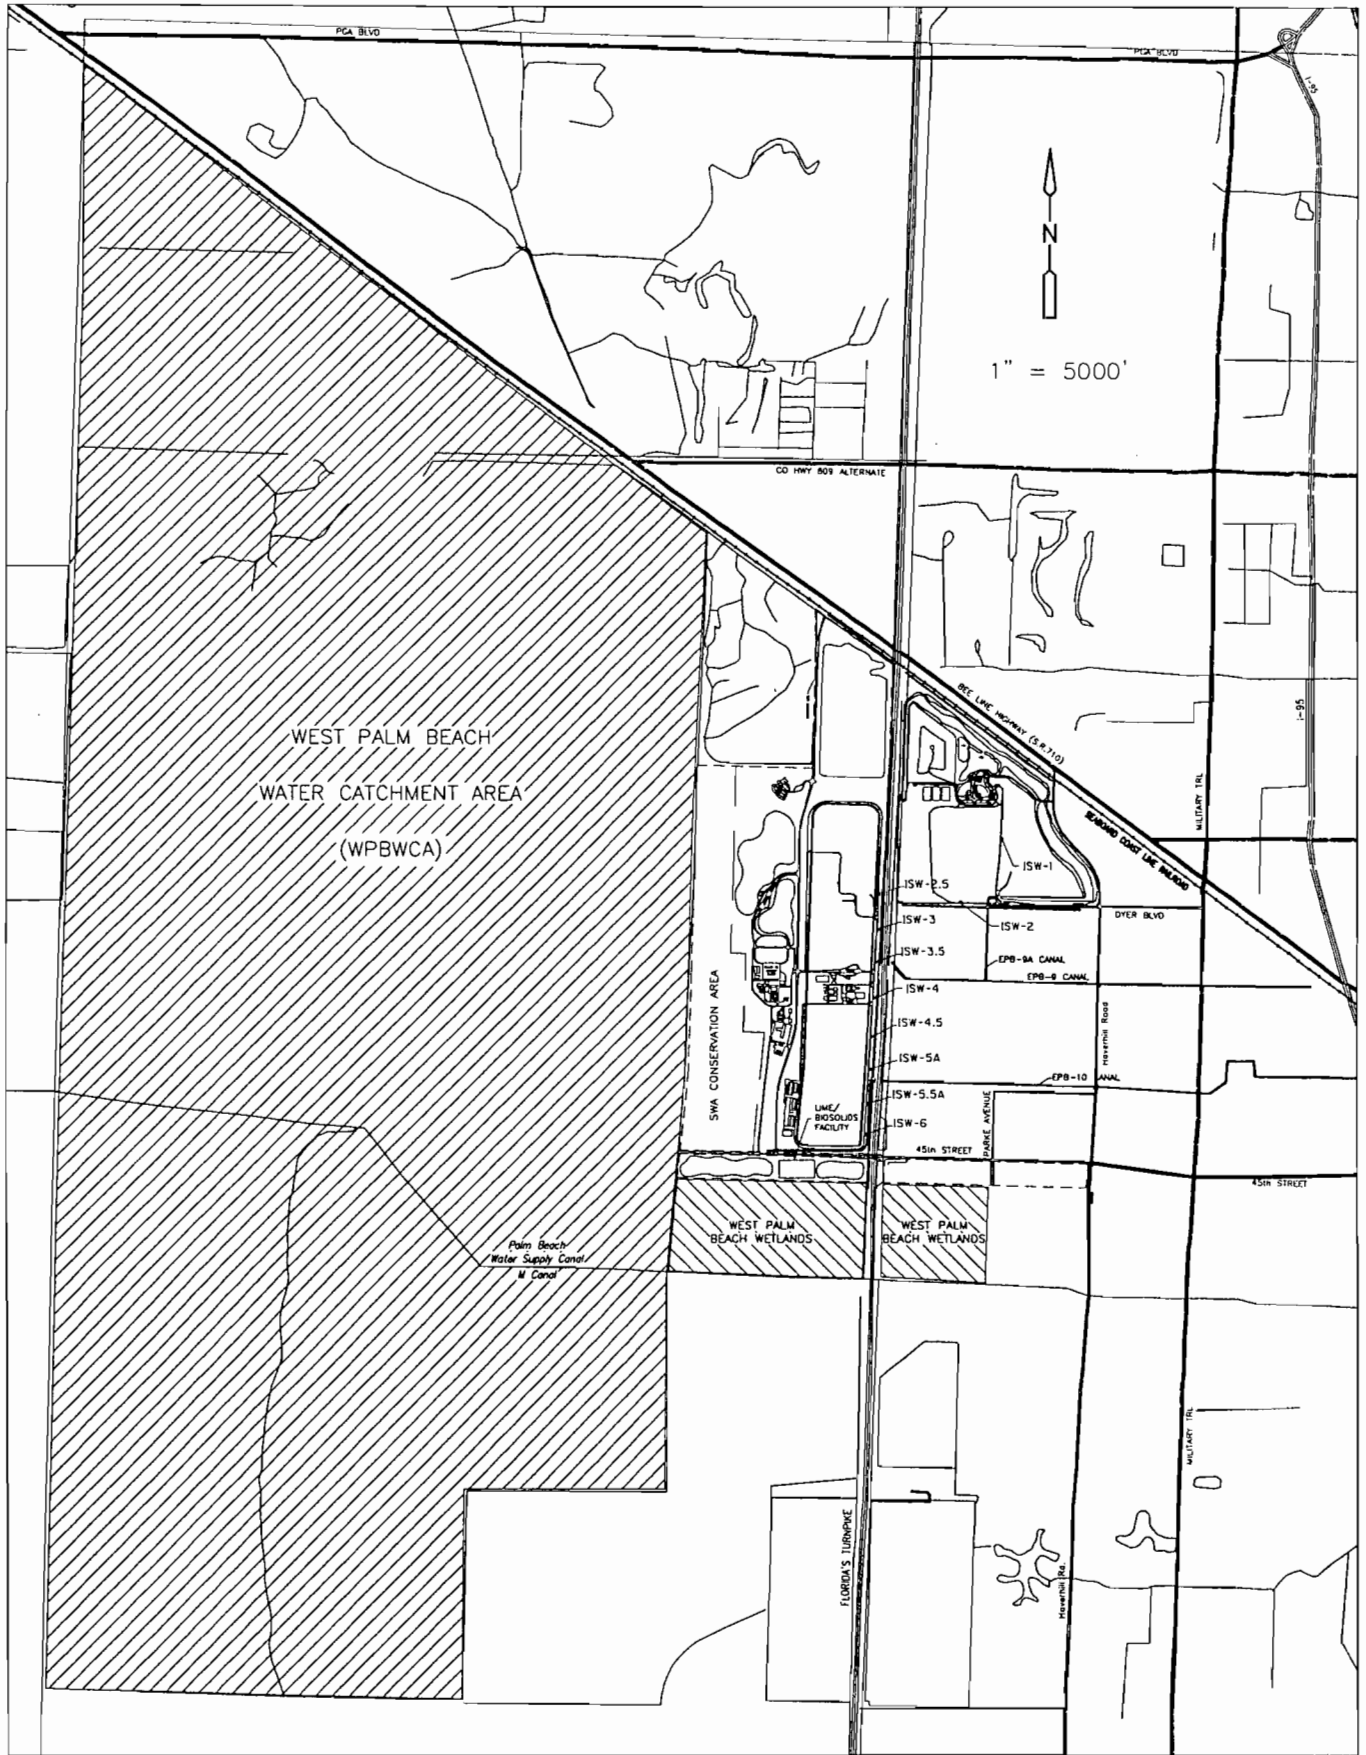 PGA BLVD
PGA BLVD
I-95
N
1" = 5000'
CO HWY 809 ALTERNATE
BEE LINE HIGHWAY (S.R.710)
I-95
MILITARY TRL
SEABOARD COAST LINE RAILROAD
WEST PALM BEACH
WATER CATCHMENT AREA
(WPBWCA)
ISW-1
ISW-2.5
ISW-3
ISW-2
DYER BLVD
ISW-3.5
EPB-9A CANAL
EPB-9 CANAL
ISW-4
SWA CONSERVATION AREA
ISW-4.5
Haverhill Road
ISW-5A
EPB-10 CANAL
ISW-5.5A
LIME/
BIOSOLIDS
FACILITY
PARKE AVENUE
ISW-6
45th STREET
45th STREET
WEST PALM
BEACH WETLANDS
WEST PALM
BEACH WETLANDS
Palm Beach
Water Supply Canal/
M Canal
MILITARY TRL
FLORIDA'S TURNPIKE
Haverhill Rd.